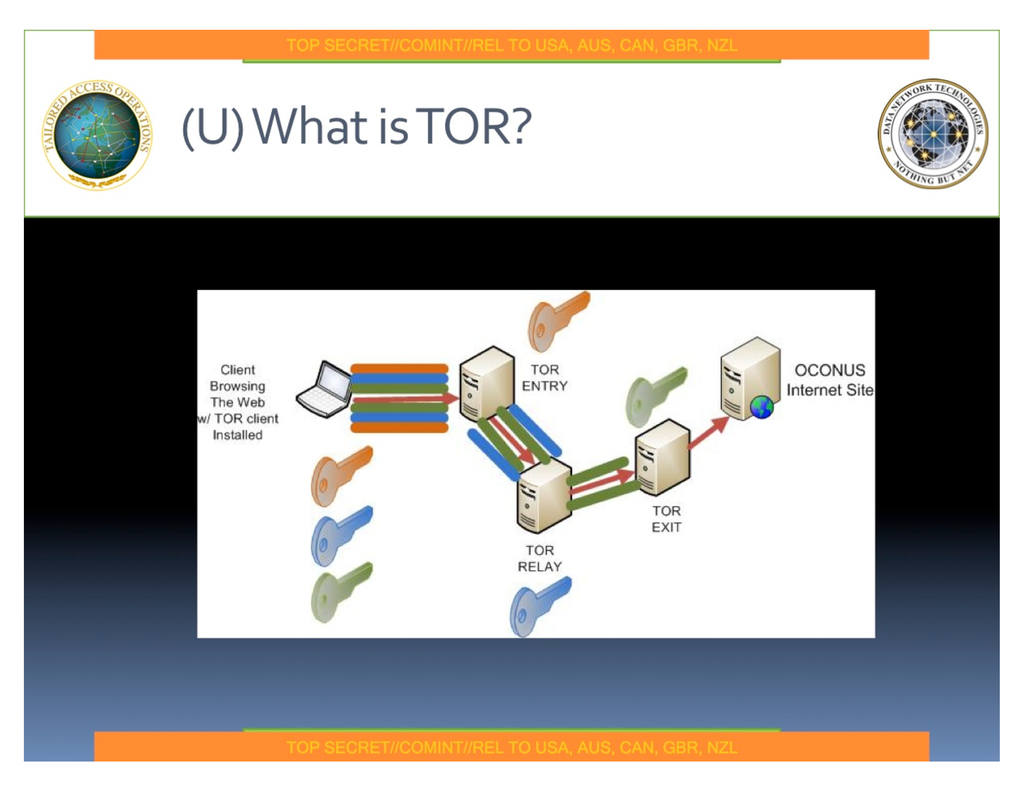 TOP SECRET//COMINT//REL TO USA, AUS, CAN, GBR, NZL
TAILORED ACCESS OPERATIONS
(U) What is TOR?
DATA NETWORK TECHNOLOGIES
NOTHING BUT NET
Client
Browsing
The Web
w/ TOR client
Installed
TOR
ENTRY
TOR
RELAY
TOR
EXIT
OCONUS
Internet Site
TOP SECRET//COMINT//REL TO USA, AUS, CAN, GBR, NZL